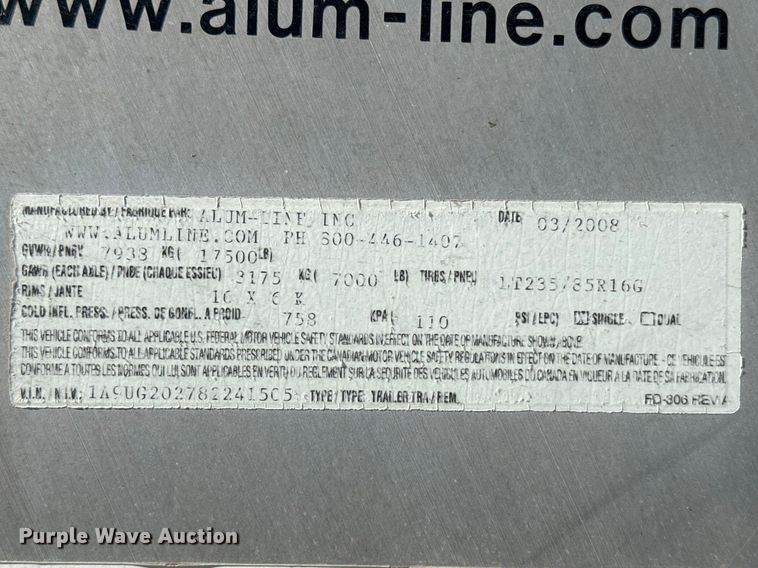 www.alum-line.com
MANUFACTURED BY / FABRIQUE PAR: ALUM-LINE, INC DATE 03/2008
WWW.ALUMLINE.COM PH 800-446-1407
GVWR / PNBV 7938 KG ( 17500 LB)
GAWR (EACH AXLE) / PNBE (CHAQUE ESSIEU) 3175 KG ( 7000 LB) TIRES / PNEU LT235/85R16G
RIMS / JANTE 16 X 6 K
COLD INFL. PRESS. / PRESS. DE GONFL. A FROID 758 KPA ( 110 PSI / LPC) SINGLE DUAL
THIS VEHICLE CONFORMS TO ALL APPLICABLE U.S. FEDERAL MOTOR VEHICLE SAFETY STANDARDS IN EFFECT ON THE DATE OF MANUFACTURE SHOWN ABOVE
THIS VEHICLE CONFORMS TO ALL APPLICABLE STANDARDS PRESCRIBED UNDER THE CANADIAN MOTOR VEHICLE SAFETY REGULATIONS IN EFFECT ON THE DATE OF MANUFACTURE - CE VEHICULE EST
CONFORME A TOUTES LES NORMES QUI LUI SONT APPLICABLES EN VERTU DU REGLEMENT SUR LA SECURITE DES VEHICULES AUTOMOBILES DU CANADA EN VIGUEUR A LA DATE DE SA FABRICATION.
V.I.N. / N.I.V. 1A9UG202782241505 TYPE / TYPE: TRAILER-TRA / REM. RD-306 REV A
Purple Wave Auction